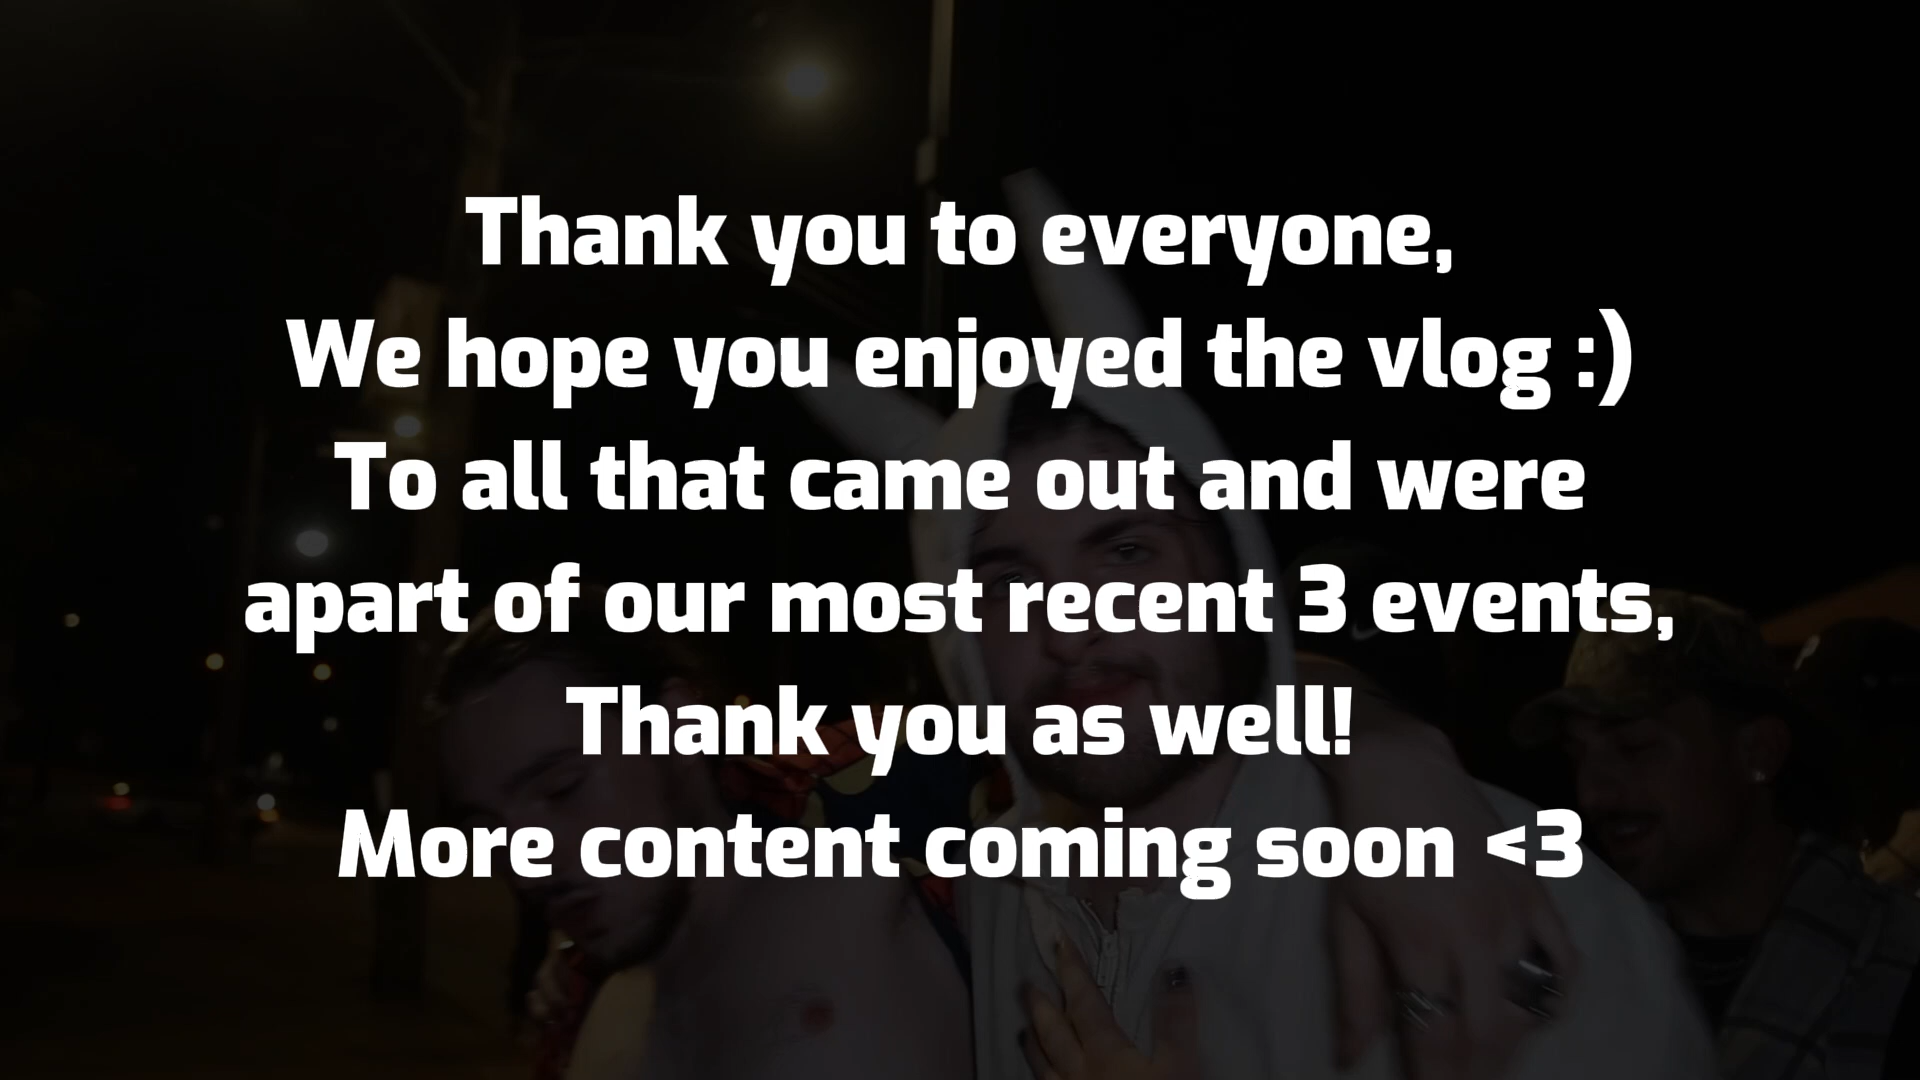 Thank you to everyone,
We hope you enjoyed the vlog :)
To all that came out and were
apart of our most recent 3 events,
Thank you as well!
More content coming soon <3